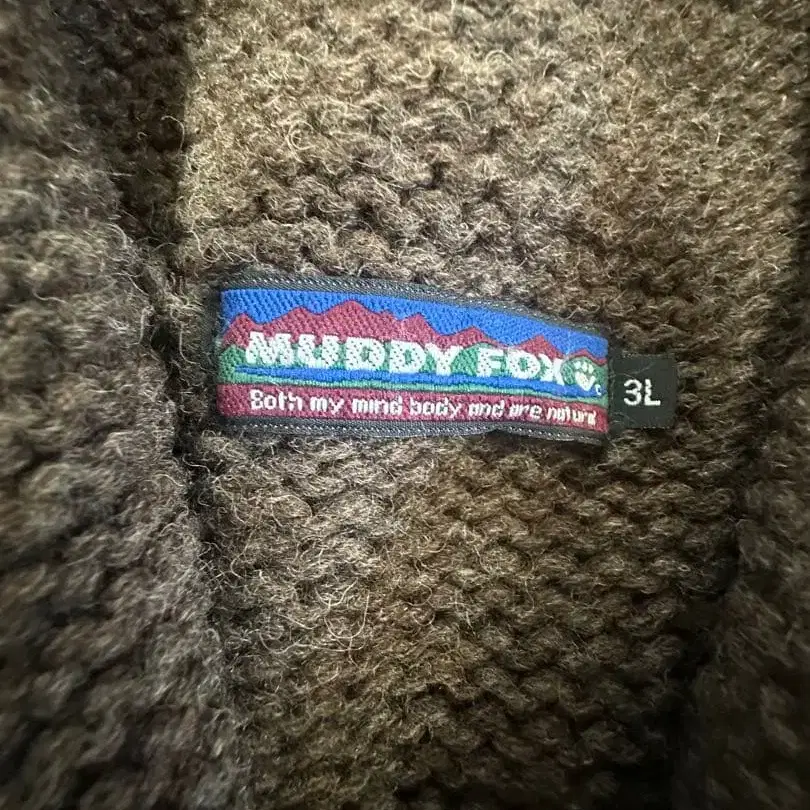 MUDDY FOX
Both my mind body and are natural
3L